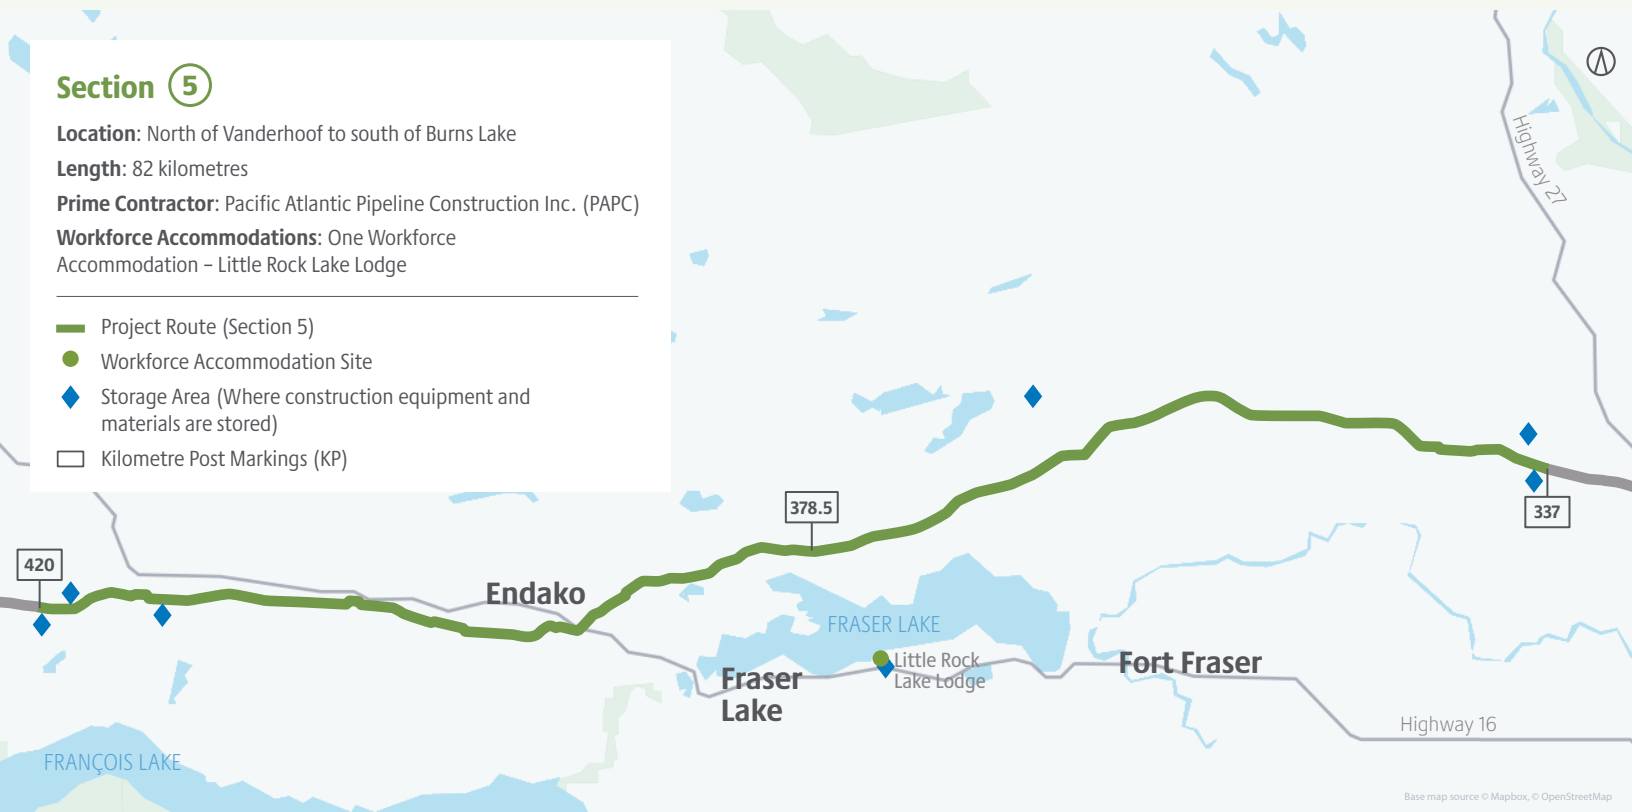 Section 5
Location: North of Vanderhoof to south of Burns Lake
Length: 82 kilometres
Prime Contractor: Pacific Atlantic Pipeline Construction Inc. (PAPC)
Workforce Accommodations: One Workforce
Accommodation – Little Rock Lake Lodge
Project Route (Section 5)
Workforce Accommodation Site
Storage Area (Where construction equipment and
materials are stored)
Kilometre Post Markings (KP)
Highway 27
378.5
337
420
Endako
FRASER LAKE
Little Rock
Lake Lodge
Fraser
Lake
Fort Fraser
Highway 16
FRANÇOIS LAKE
Base map source © Mapbox, © OpenStreetMap